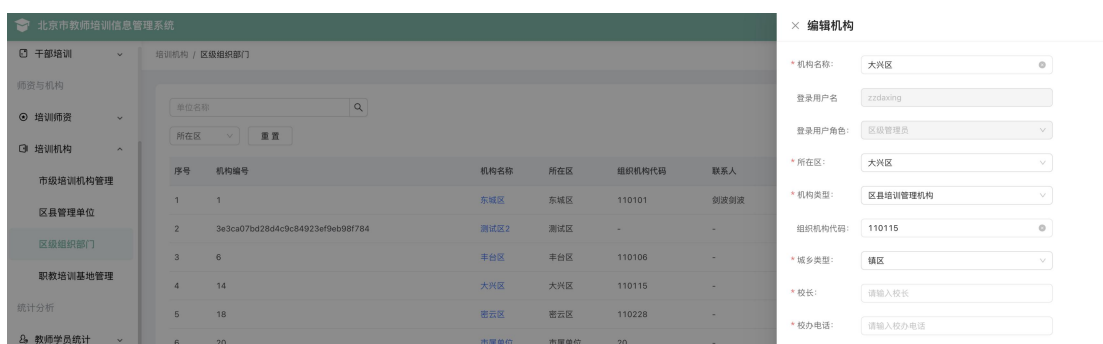 北京市教师培训信息管理系统
干部培训
师资与机构
培训师资
培训机构
市级培训机构管理
区县管理单位
区级组织部门
职教培训基地管理
统计分析
教师学员统计
培训机构 / 区级组织部门
单位名称
所在区 重 置
序号 机构编号 机构名称 所在区 组织机构代码 联系人
1 1 东城区 东城区 110101 剑波剑波
2 3e3ca07bd28d4c9c84923ef9eb98f784 测试区2 测试区 - -
3 6 丰台区 丰台区 110106 -
4 14 大兴区 大兴区 110115 -
5 18 密云区 密云区 110228 -
6 20 市属单位 市属单位 20 -
× 编辑机构
* 机构名称: 大兴区
登录用户名 zzdaxing
登录用户角色: 区级管理员
* 所在区: 大兴区
* 机构类型: 区县培训管理机构
组织机构代码: 110115
* 城乡类型: 镇区
* 校长: 请输入校长
* 校办电话: 请输入校办电话